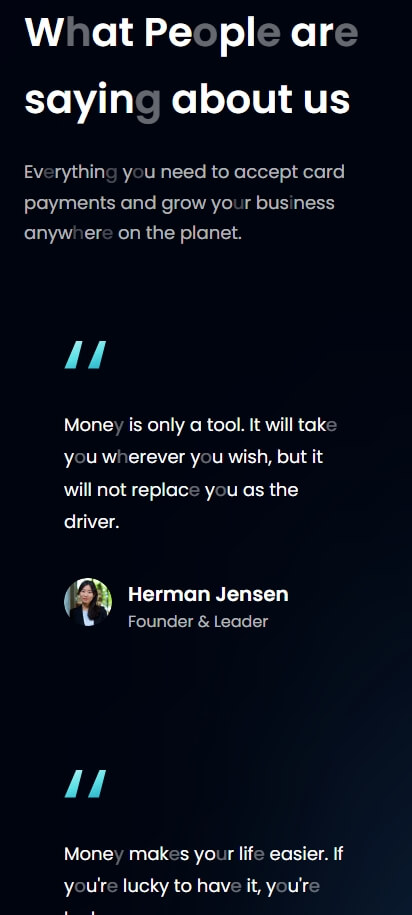 What People are
saying about us
Everything you need to accept card
payments and grow your business
anywhere on the planet.
Money is only a tool. It will take
you wherever you wish, but it
will not replace you as the
driver.
Herman Jensen
Founder & Leader
Money makes your life easier. If
you're lucky to have it, you're